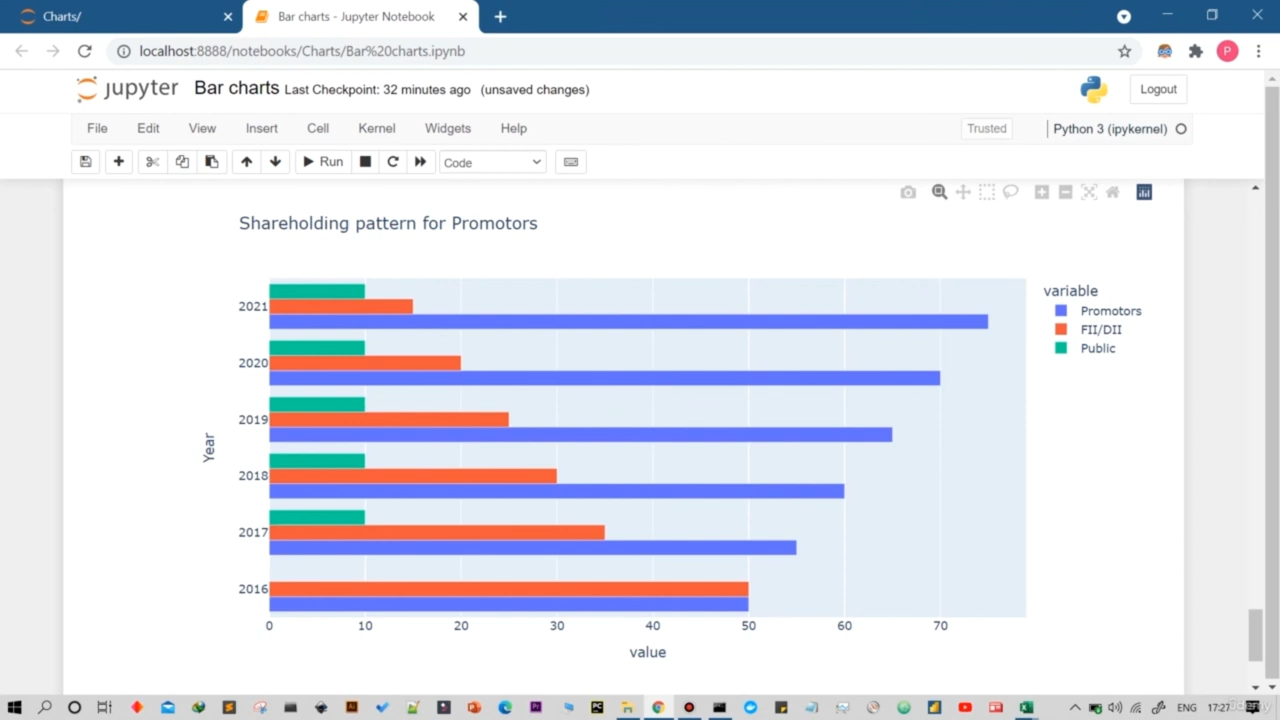 Charts/
Bar charts - Jupyter Notebook
localhost:8888/notebooks/Charts/Bar%20charts.ipynb
P
jupyter Bar charts Last Checkpoint: 32 minutes ago (unsaved changes)
Logout
File Edit View Insert Cell Kernel Widgets Help
Trusted
Python 3 (ipykernel)
Run
Code
Shareholding pattern for Promotors
variable
Promotors
FII/DII
Public
2021
2020
2019
2018
2017
2016
Year
0 10 20 30 40 50 60 70
value
ENG 17:27
Udemy